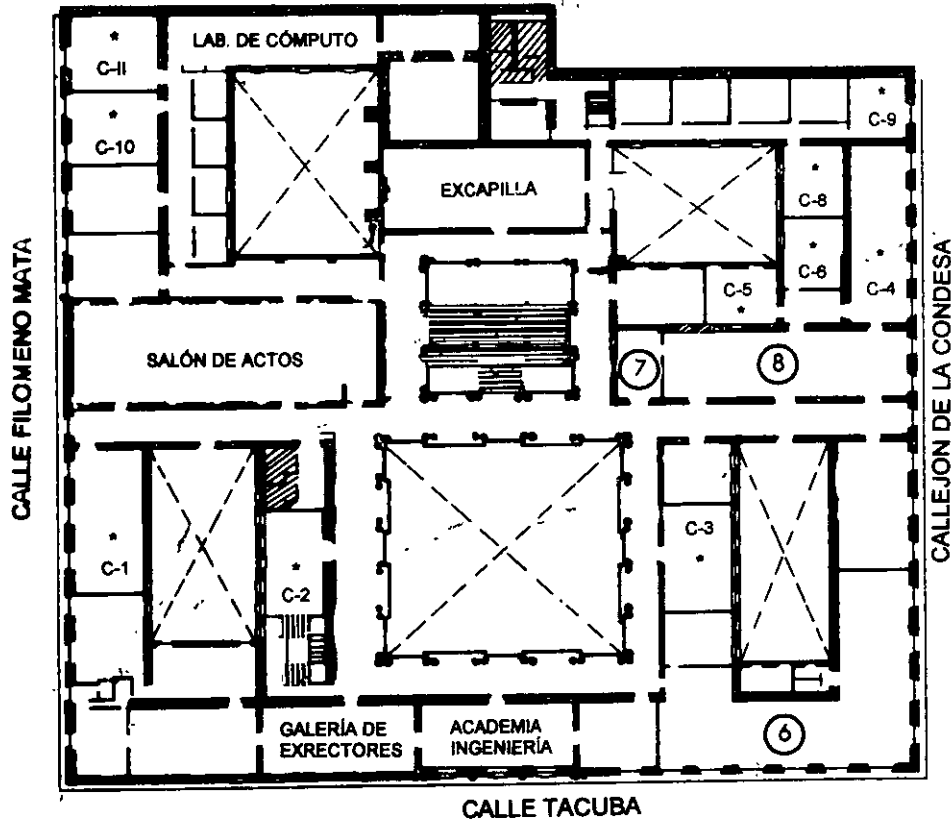 LAB. DE CÓMPUTO
*
C-II
*
C-10
*
C-9
EXCAPILLA
*
C-8
*
C-6
*
C-4
C-5
*
CALLE FILOMENO MATA
SALÓN DE ACTOS
7
8
CALLEJON DE LA CONDESA
*
C-1
*
C-2
C-3
*
GALERÍA DE
EXRECTORES
ACADEMIA
INGENIERÍA
6
CALLE TACUBA